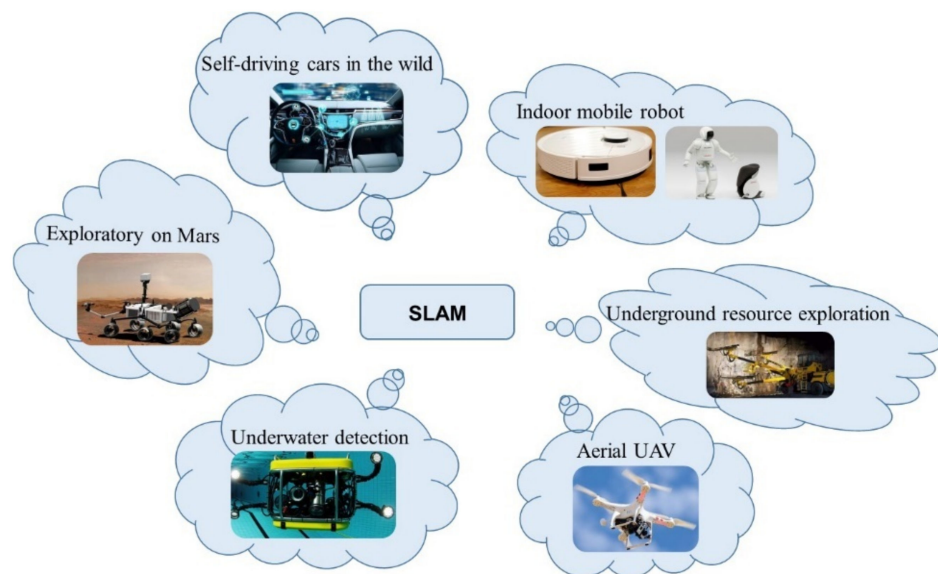 Self-driving cars in the wild
Indoor mobile robot
Exploratory on Mars
SLAM
Underground resource exploration
Underwater detection
Aerial UAV